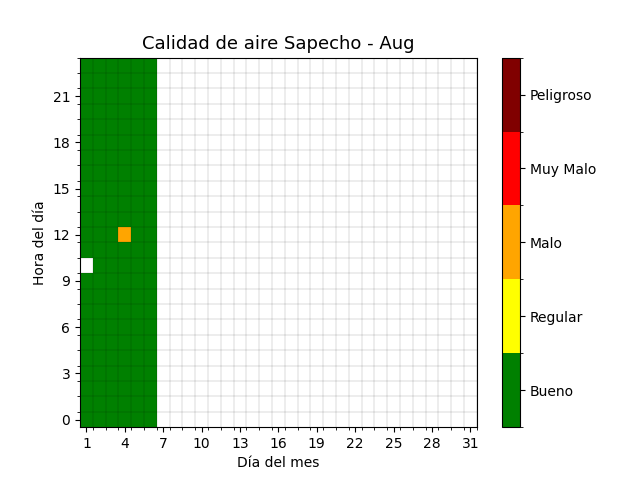 Calidad de aire Sapecho - Aug
Hora del día
21
18
15
12
9
6
3
0
1 4 7 10 13 16 19 22 25 28 31
Día del mes
Peligroso
Muy Malo
Malo
Regular
Bueno